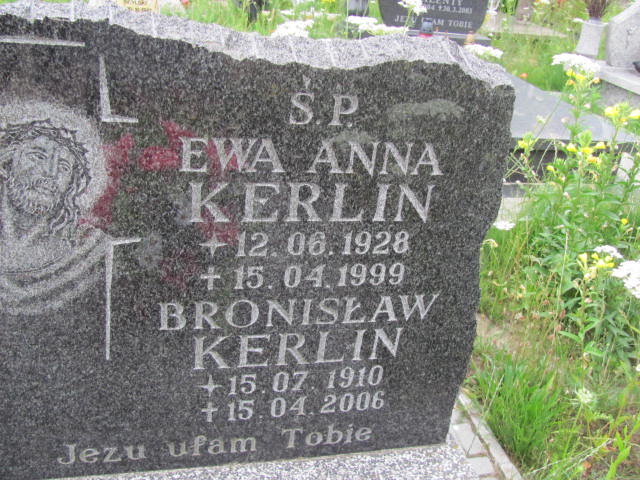 Ś.P.
EWA ANNA
KERLIN
12.06.1928
15.04.1999
BRONISŁAW
KERLIN
15.07.1910
15.04.2006
Jezu ufam Tobie